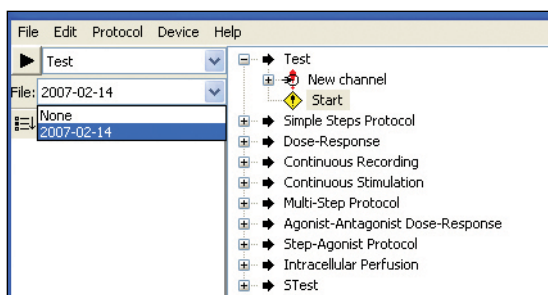 File Edit Protocol Device Help
Test
File: 2007-02-14
None
2007-02-14
Test
New channel
Start
Simple Steps Protocol
Dose-Response
Continuous Recording
Continuous Stimulation
Multi-Step Protocol
Agonist-Antagonist Dose-Response
Step-Agonist Protocol
Intracellular Perfusion
STest